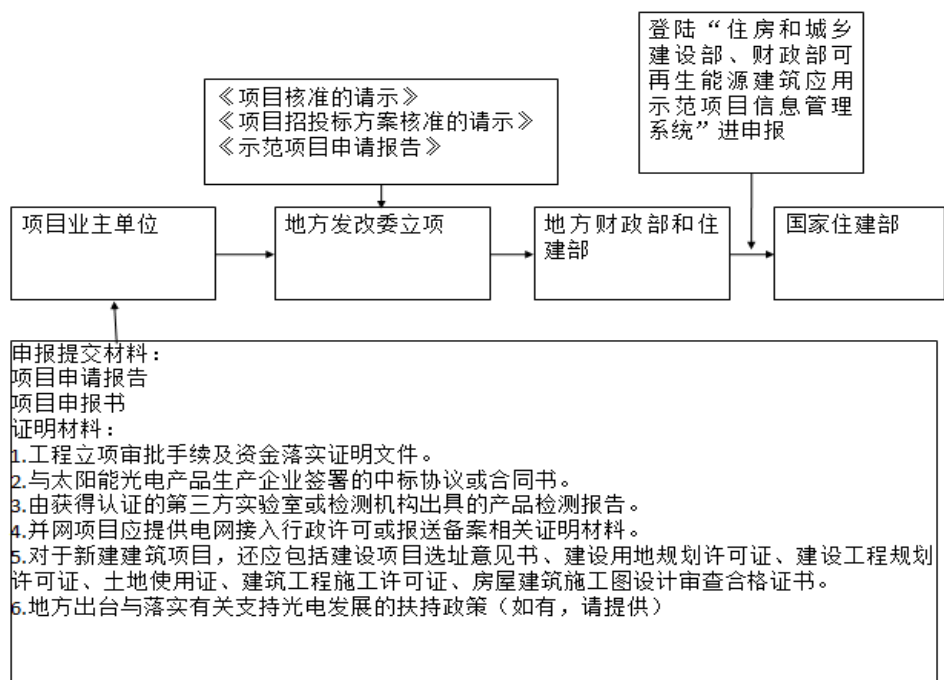 登陆“住房和城乡
建设部、财政部可
再生能源建筑应用
示范项目信息管理
系统”进申报
《项目核准的请示》
《项目招投标方案核准的请示》
《示范项目申请报告》
项目业主单位
地方发改委立项
地方财政部和住
建部
国家住建部
申报提交材料：
项目申请报告
项目申报书
证明材料：
1.工程立项审批手续及资金落实证明文件。
2.与太阳能光电产品生产企业签署的中标协议或合同书。
3.由获得认证的第三方实验室或检测机构出具的产品检测报告。
4.并网项目应提供电网接入行政许可或报送备案相关证明材料。
5.对于新建建筑项目，还应包括建设项目选址意见书、建设用地规划许可证、建设工程规划
许可证、土地使用证、建筑工程施工许可证、房屋建筑施工图设计审查合格证书。
6.地方出台与落实有关支持光电发展的扶持政策（如有，请提供）